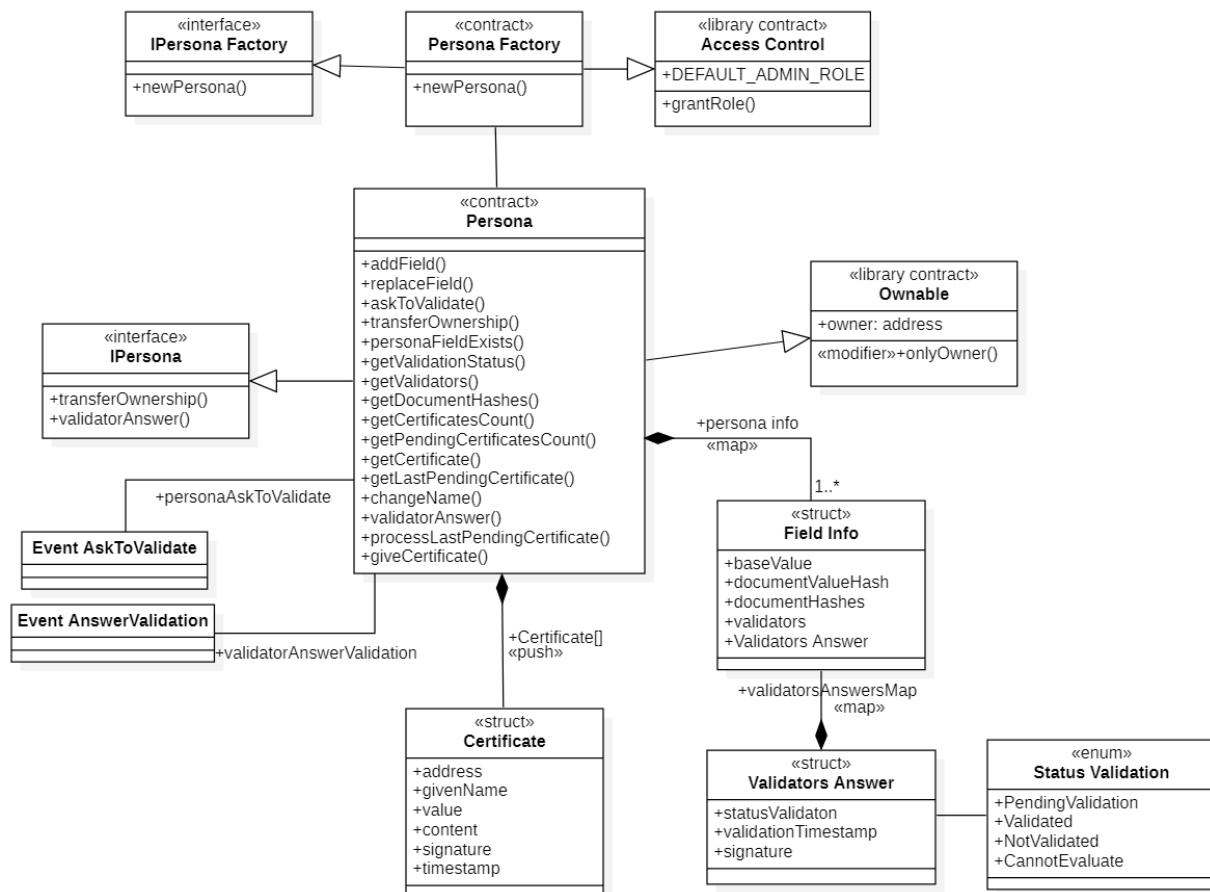 «interface»
IPersona Factory
+newPersona()
«contract»
Persona Factory
+newPersona()
«library contract»
Access Control
+DEFAULT_ADMIN_ROLE
+grantRole()
«contract»
Persona
+addField()
+replaceField()
+askToValidate()
+transferOwnership()
+personaFieldExists()
+getValidationStatus()
+getValidators()
+getDocumentHashes()
+getCertificatesCount()
+getPendingCertificatesCount()
+getCertificate()
+getLastPendingCertificate()
+changeName()
+validatorAnswer()
+processLastPendingCertificate()
+giveCertificate()
«library contract»
Ownable
+owner: address
«modifier»+onlyOwner()
«interface»
IPersona
+transferOwnership()
+validatorAnswer()
+persona info
«map»
1..*
+personaAskToValidate
Event AskToValidate
Event AnswerValidation
+validatorAnswerValidation
+Certificate[]
«push»
«struct»
Field Info
+baseValue
+documentValueHash
+documentHashes
+validators
+Validators Answer
+validatorsAnswersMap
«map»
«struct»
Certificate
+address
+givenName
+value
+content
+signature
+timestamp
«struct»
Validators Answer
+statusValidaton
+validationTimestamp
+signature
«enum»
Status Validation
+PendingValidation
+Validated
+NotValidated
+CannotEvaluate